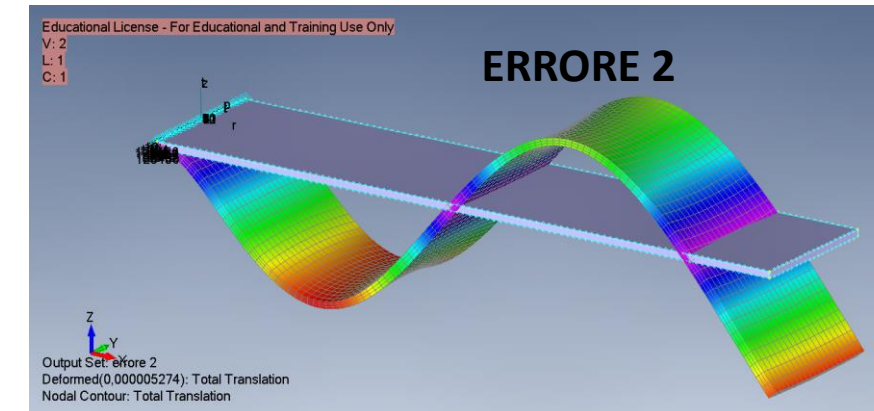 Educational License - For Educational and Training Use Only
V: 2
L: 1
C: 1
ERRORE 2
r
Z
Y
X
Output Set: errore 2
Deformed(0,000005274): Total Translation
Nodal Contour: Total Translation